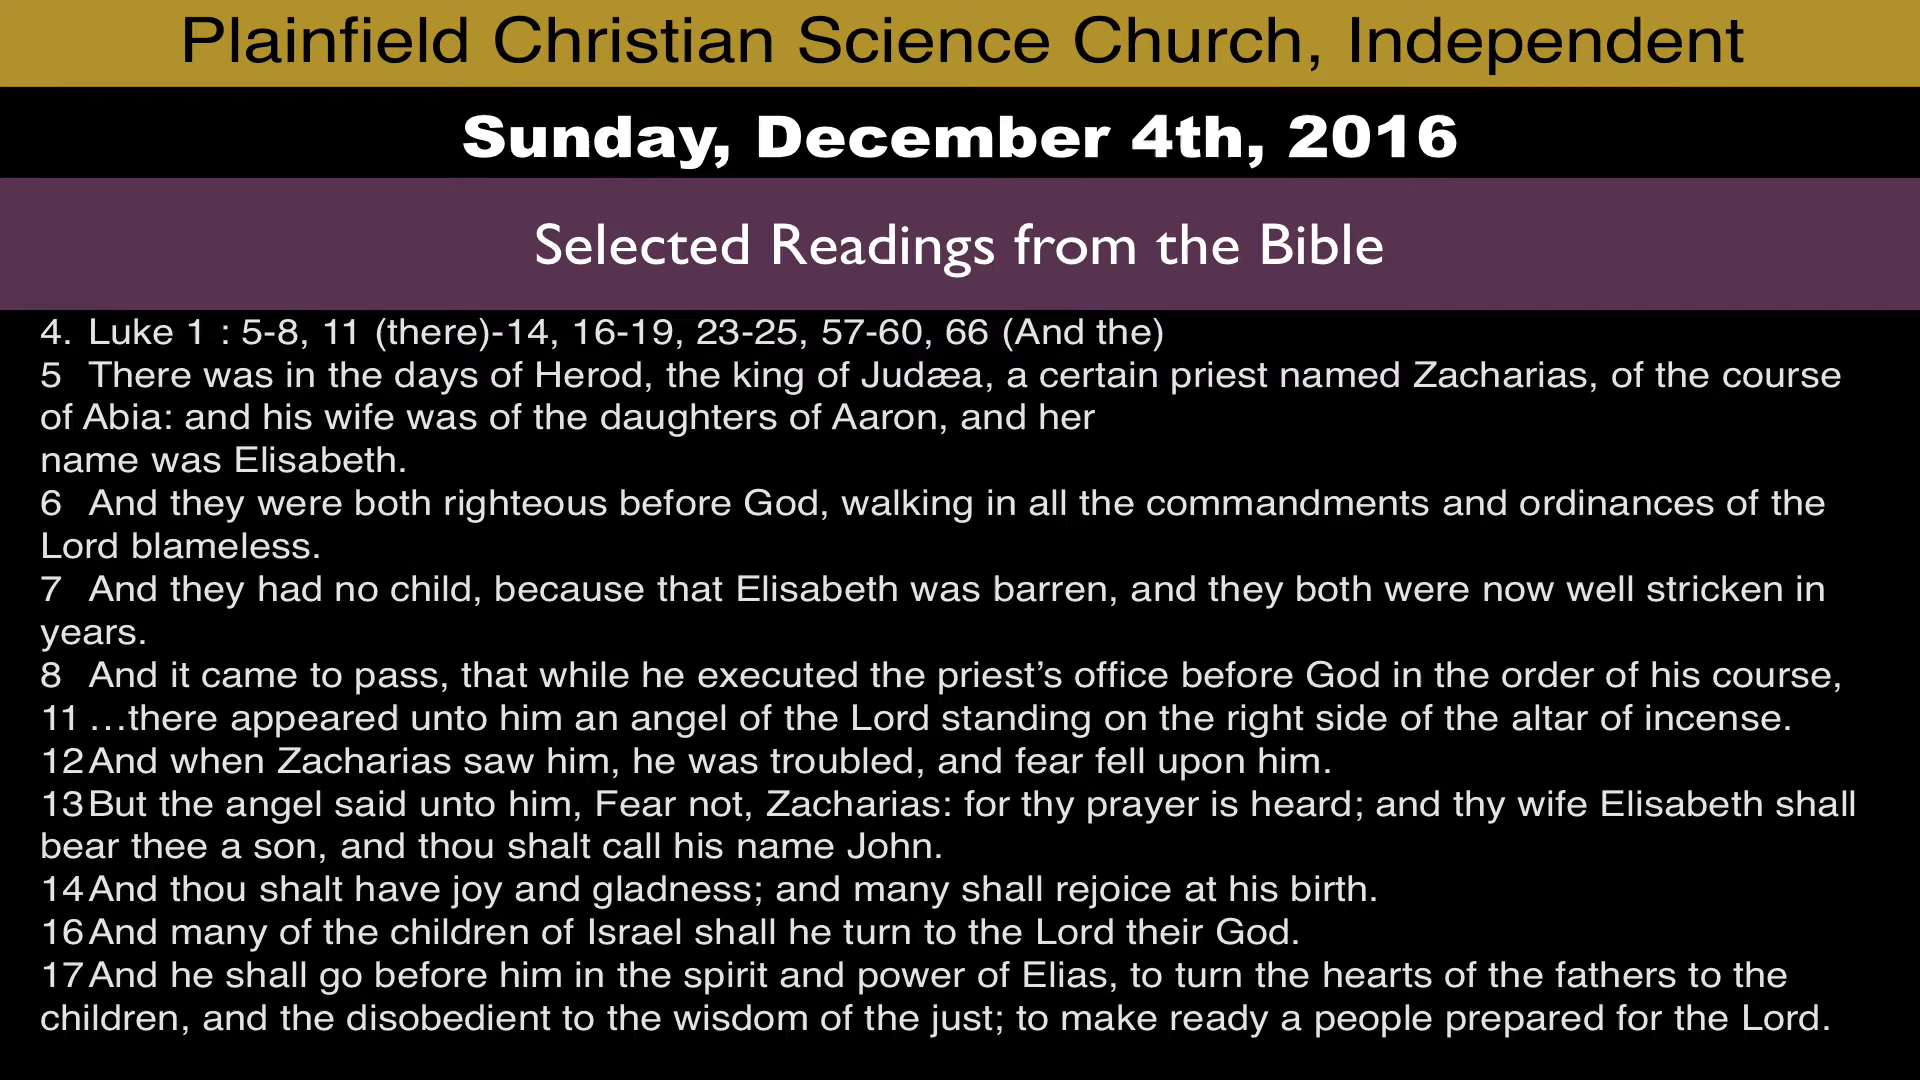 Plainfield Christian Science Church, Independent
Sunday, December 4th, 2016
Selected Readings from the Bible
4. Luke 1 : 5-8, 11 (there)-14, 16-19, 23-25, 57-60, 66 (And the)
5 There was in the days of Herod, the king of Judæa, a certain priest named Zacharias, of the course
of Abia: and his wife was of the daughters of Aaron, and her
name was Elisabeth.
6 And they were both righteous before God, walking in all the commandments and ordinances of the
Lord blameless.
7 And they had no child, because that Elisabeth was barren, and they both were now well stricken in
years.
8 And it came to pass, that while he executed the priest’s office before God in the order of his course,
11 …there appeared unto him an angel of the Lord standing on the right side of the altar of incense.
12 And when Zacharias saw him, he was troubled, and fear fell upon him.
13 But the angel said unto him, Fear not, Zacharias: for thy prayer is heard; and thy wife Elisabeth shall
bear thee a son, and thou shalt call his name John.
14 And thou shalt have joy and gladness; and many shall rejoice at his birth.
16 And many of the children of Israel shall he turn to the Lord their God.
17 And he shall go before him in the spirit and power of Elias, to turn the hearts of the fathers to the
children, and the disobedient to the wisdom of the just; to make ready a people prepared for the Lord.